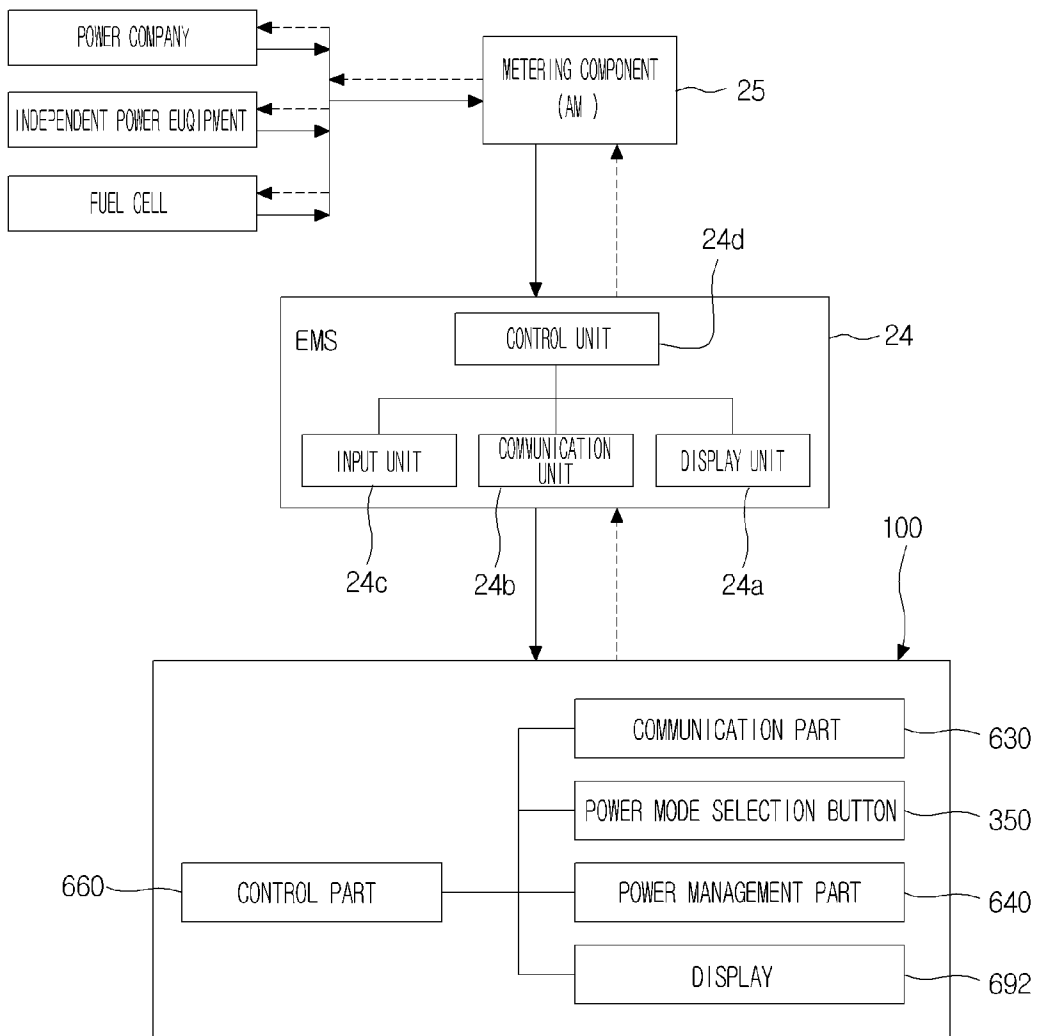 POWER COMPANY
METERING COMPONENT
(AM )
25
INDEPENDENT POWER EUQIPMENT
FUEL CELL
24d
EMS
CONTROL UNIT
24
INPUT UNIT
COMMUNICATION
UNIT
DISPLAY UNIT
24c
24b
24a
100
COMMUNICATION PART
630
POWER MODE SELECTION BUTTON
350
660
CONTROL PART
POWER MANAGEMENT PART
640
DISPLAY
692